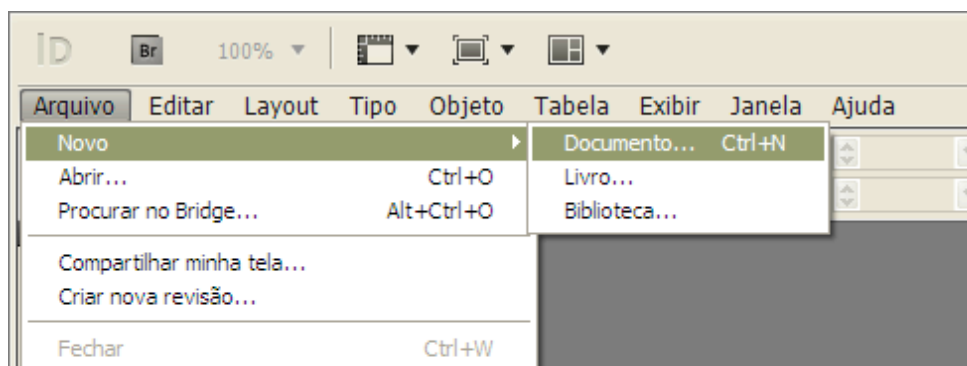 ID Br 100%
Arquivo Editar Layout Tipo Objeto Tabela Exibir Janela Ajuda
Novo
Documento... Ctrl+N
Abrir... Ctrl+O
Livro...
Procurar no Bridge... Alt+Ctrl+O
Biblioteca...
Compartilhar minha tela...
Criar nova revisão...
Fechar Ctrl+W